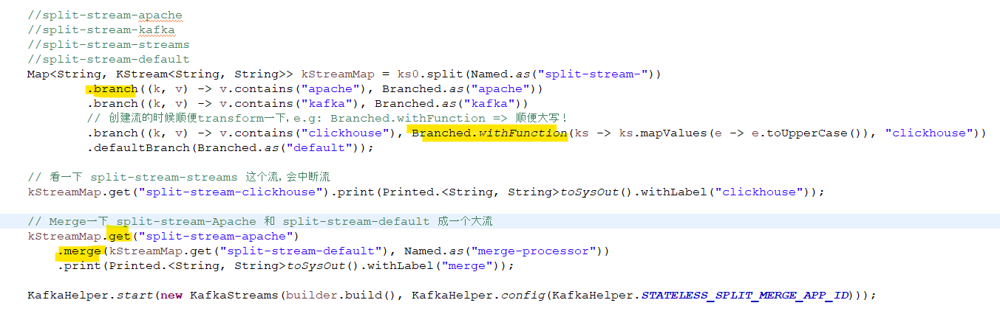 //split-stream-apache
//split-stream-kafka
//split-stream-streams
//split-stream-default
Map<String, KStream<String, String>> kStreamMap = ks0.split(Named.as("split-stream-"))
.branch((k, v) -> v.contains("apache"), Branched.as("apache"))
.branch((k, v) -> v.contains("kafka"), Branched.as("kafka"))
// 创建流的时候顺便transform一下，e.g: Branched.withFunction => 顺便大写！
.branch((k, v) -> v.contains("clickhouse"), Branched.withFunction(ks -> ks.mapValues(e -> e.toUpperCase()), "clickhouse"))
.defaultBranch(Branched.as("default"));
// 看一下 split-stream-streams 这个流，会中断流
kStreamMap.get("split-stream-clickhouse").print(Printed.<String, String>toSysOut().withLabel("clickhouse"));
// Merge一下 split-stream-Apache 和 split-stream-default 成一个大流
kStreamMap.get("split-stream-apache")
.merge(kStreamMap.get("split-stream-default"), Named.as("merge-processor"))
.print(Printed.<String, String>toSysOut().withLabel("merge"));
KafkaHelper.start(new KafkaStreams(builder.build(), KafkaHelper.config(KafkaHelper.STATELESS_SPLIT_MERGE_APP_ID)));